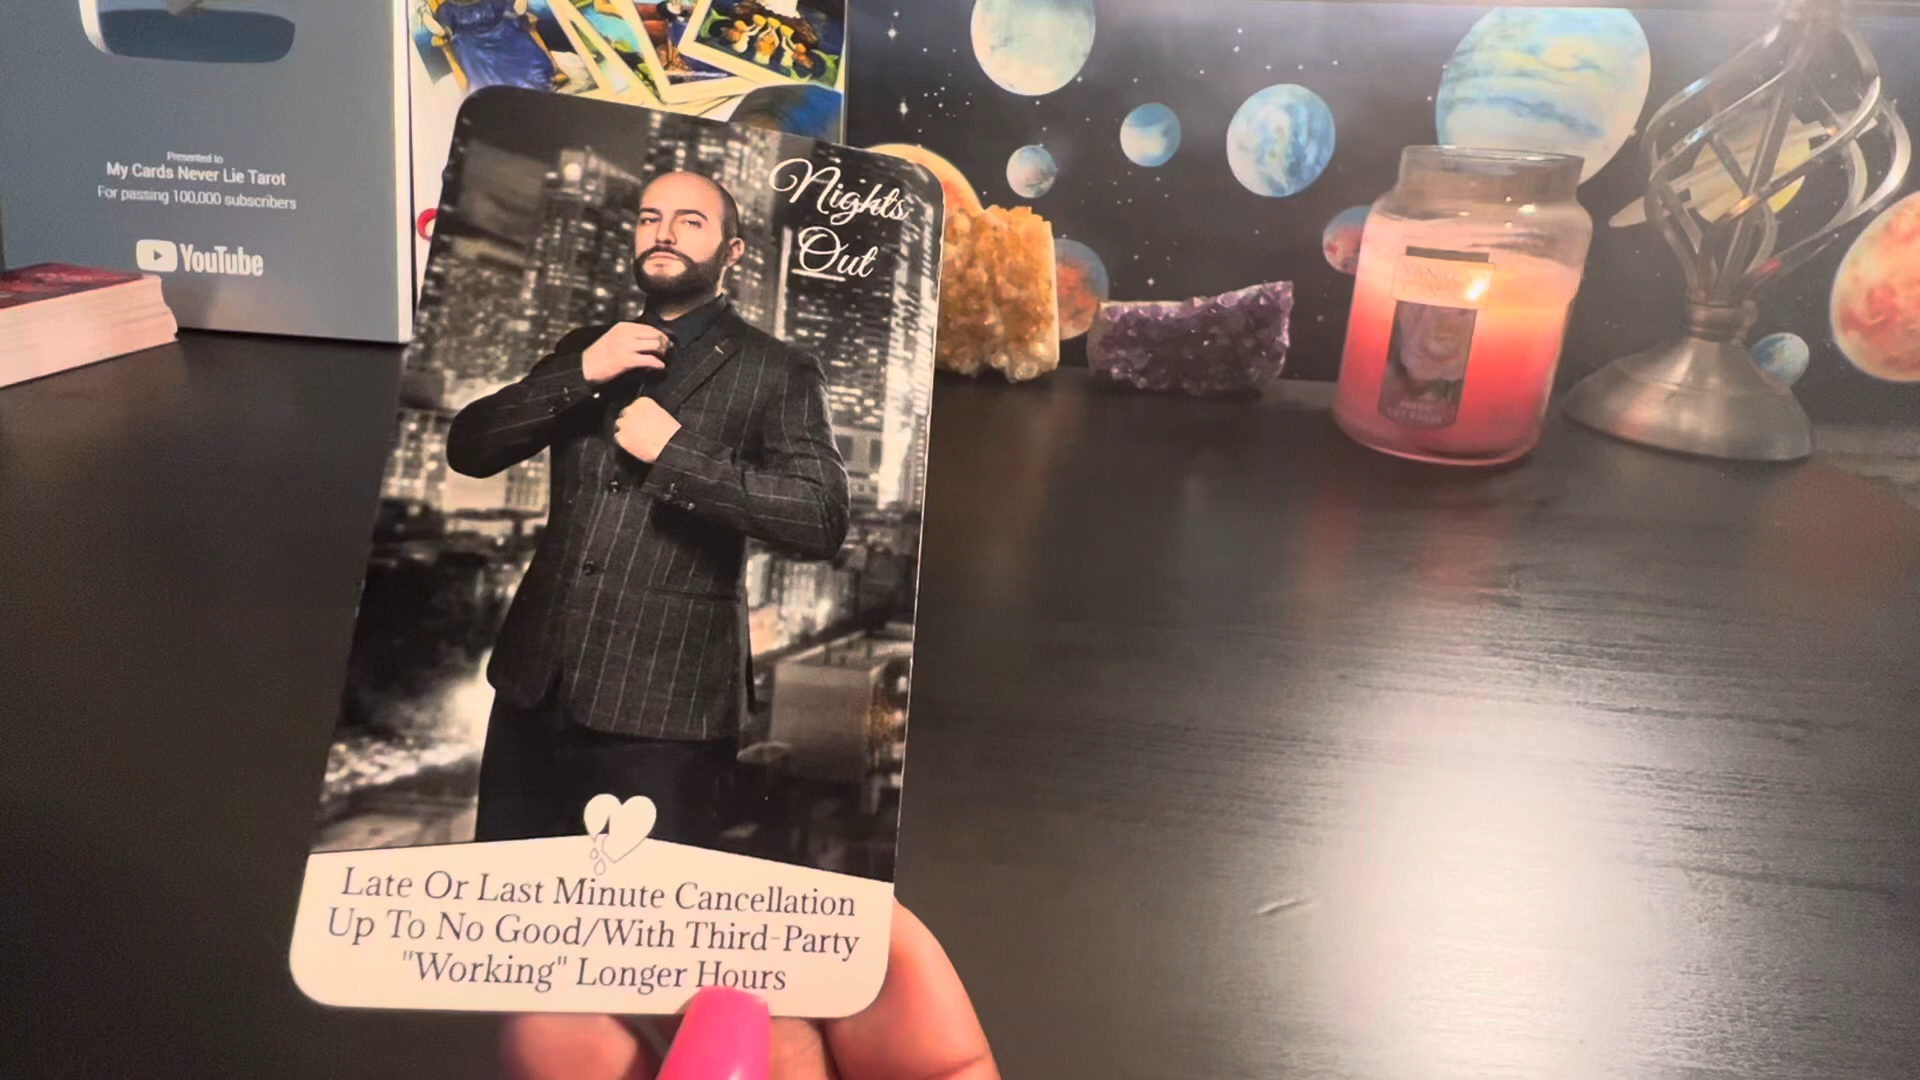 Presented to
My Cards Never Lie Tarot
For passing 100,000 subscribers
YouTube
Nights
Out
Late Or Last Minute Cancellation
Up To No Good/With Third-Party
"Working" Longer Hours